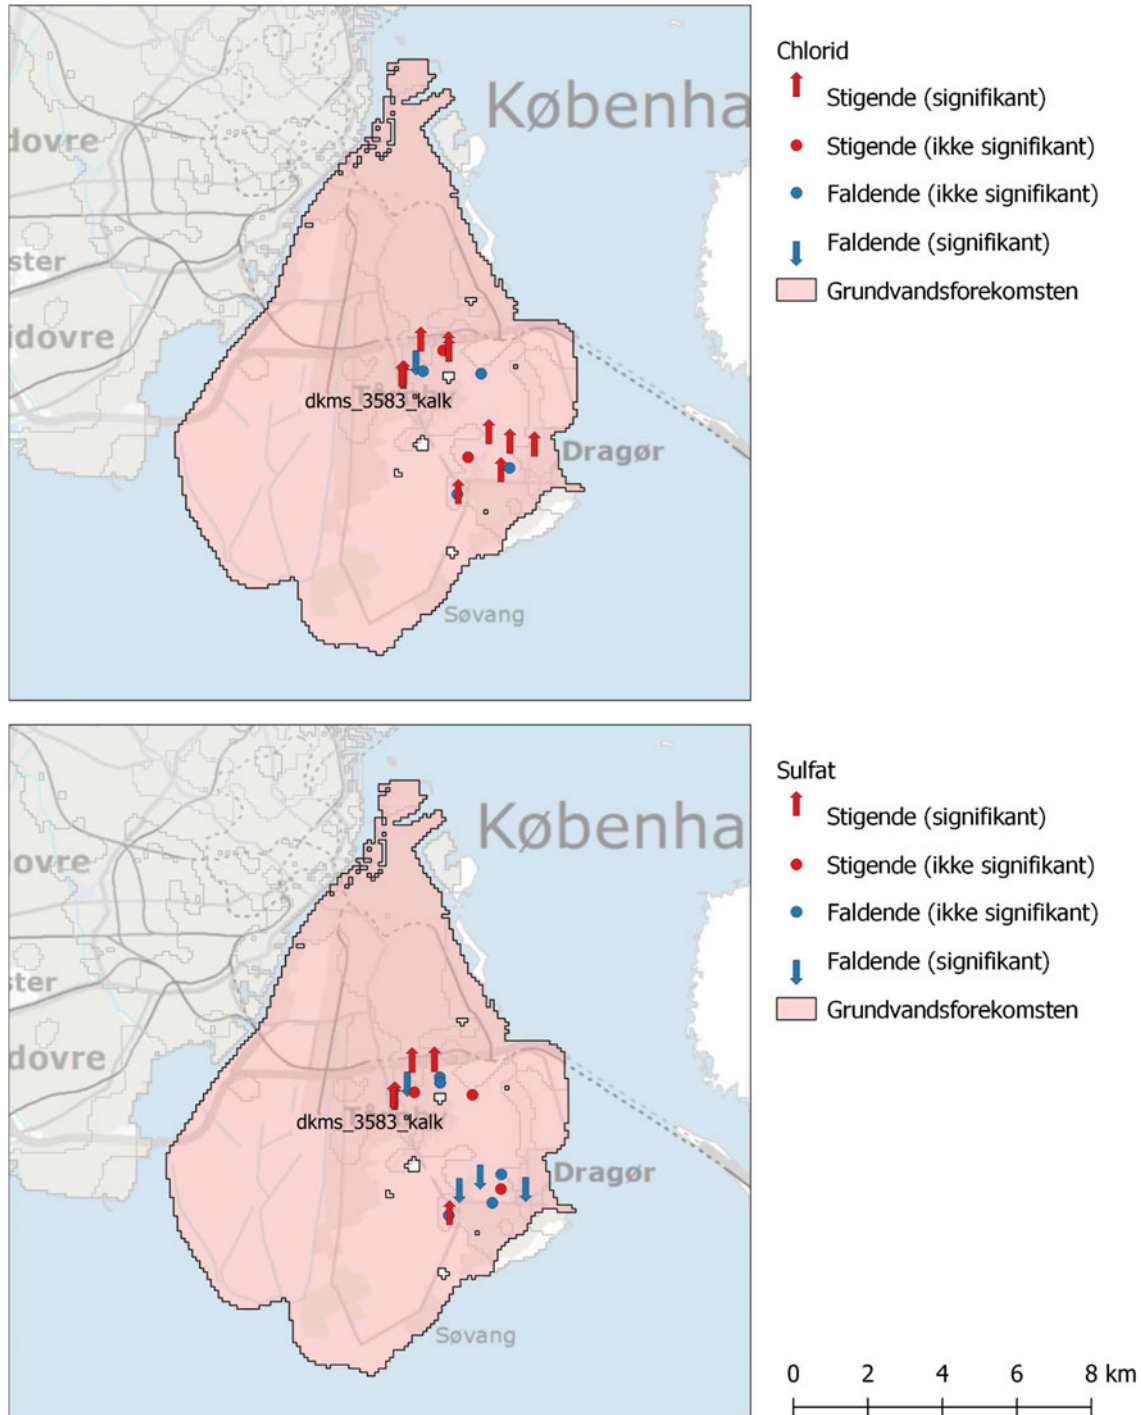 Københa
dovre
ster
idovre
dkms_3583_kalk
Dragør
Søvang
Chlorid
Stigende (signifikant)
Stigende (ikke signifikant)
Faldende (ikke signifikant)
Faldende (signifikant)
Grundvandsforekomsten
Københa
ovre
ster
dovre
dkms_3583_kalk
Dragør
Søvang
Sulfat
Stigende (signifikant)
Stigende (ikke signifikant)
Faldende (ikke signifikant)
Faldende (signifikant)
Grundvandsforekomsten
0 2 4 6 8 km